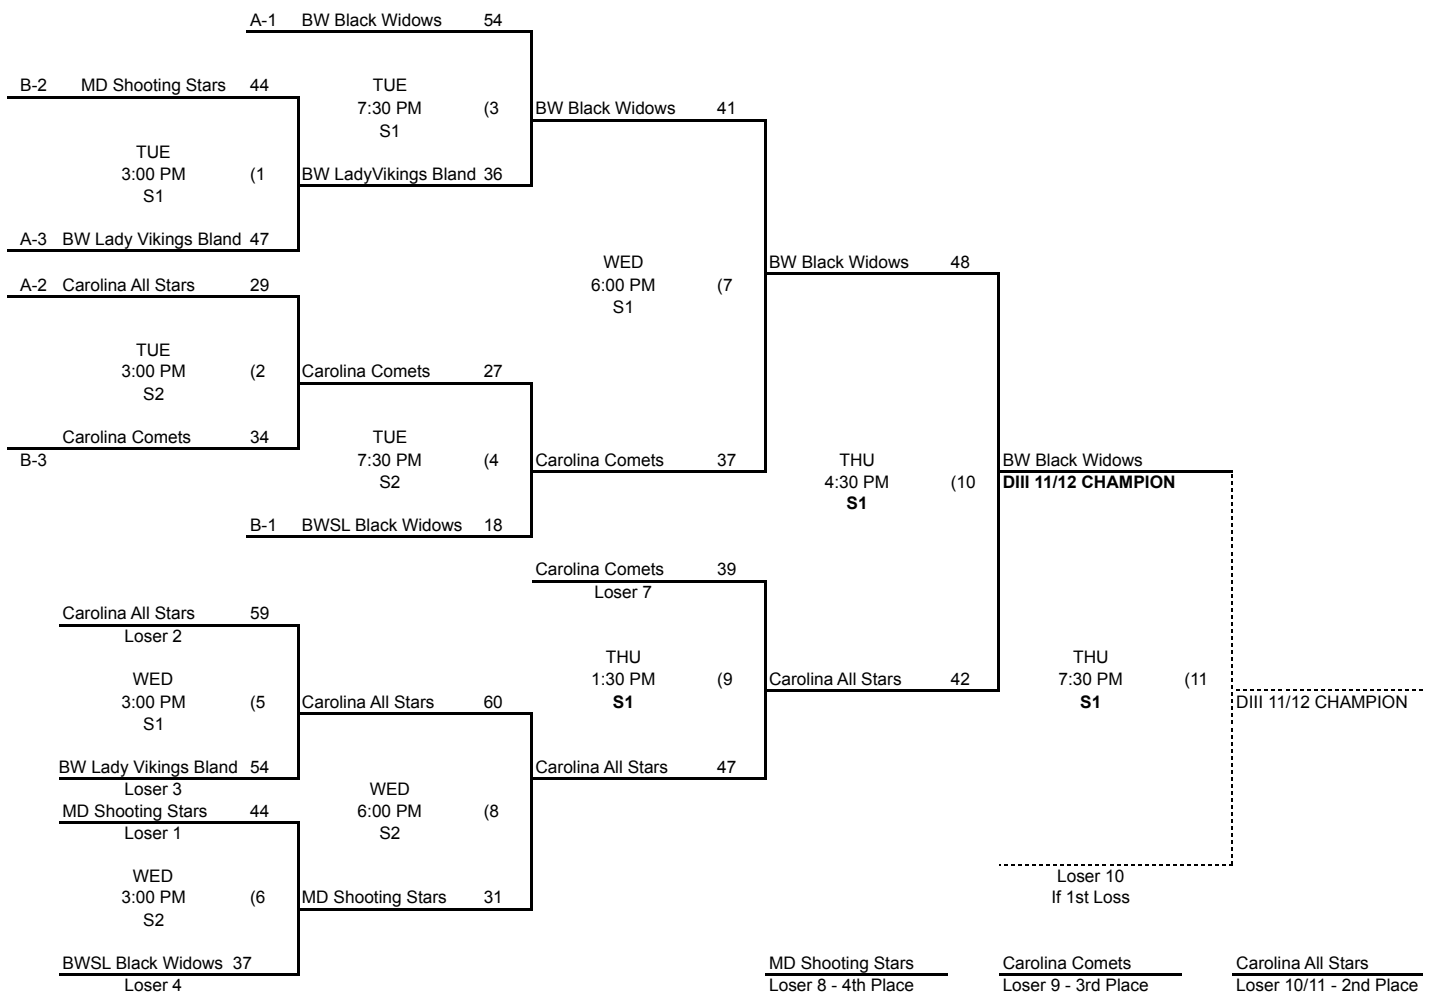 A-1 BW Black Widows 54
B-2 MD Shooting Stars 44
TUE
7:30 PM (3
S1
BW Black Widows 41
TUE
3:00 PM (1
S1
BW LadyVikings Bland 36
A-3 BW Lady Vikings Bland 47
WED
6:00 PM (7
S1
BW Black Widows 48
A-2 Carolina All Stars 29
TUE
3:00 PM (2
S2
Carolina Comets 27
Carolina Comets 34
B-3
TUE
7:30 PM (4
S2
Carolina Comets 37
THU
4:30 PM (10
S1
BW Black Widows
DIII 11/12 CHAMPION
B-1 BWSL Black Widows 18
Carolina Comets 39
Loser 7
Carolina All Stars 59
Loser 2
WED
3:00 PM (5
S1
Carolina All Stars 60
THU
1:30 PM (9
S1
Carolina All Stars 42
THU
7:30 PM (11
S1
DIII 11/12 CHAMPION
BW Lady Vikings Bland 54
Loser 3
Carolina All Stars 47
MD Shooting Stars 44
Loser 1
WED
6:00 PM (8
S2
WED
3:00 PM (6
S2
MD Shooting Stars 31
Loser 10
If 1st Loss
BWSL Black Widows 37
Loser 4
MD Shooting Stars
Loser 8 - 4th Place
Carolina Comets
Loser 9 - 3rd Place
Carolina All Stars
Loser 10/11 - 2nd Place